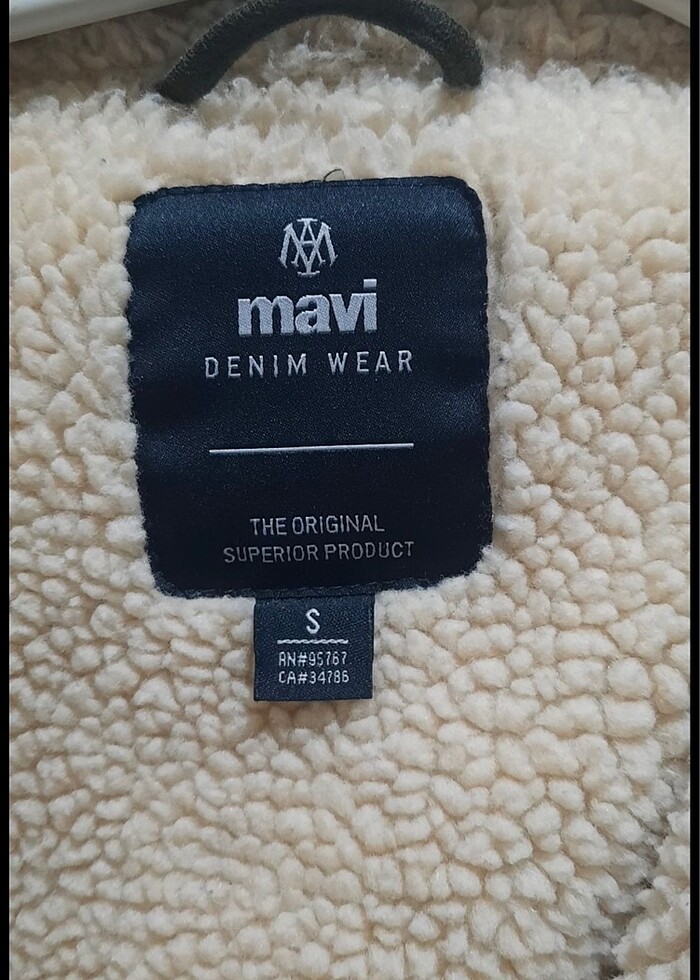 mavi
DENIM WEAR
THE ORIGINAL
SUPERIOR PRODUCT
S
RN#95767
CA#34786